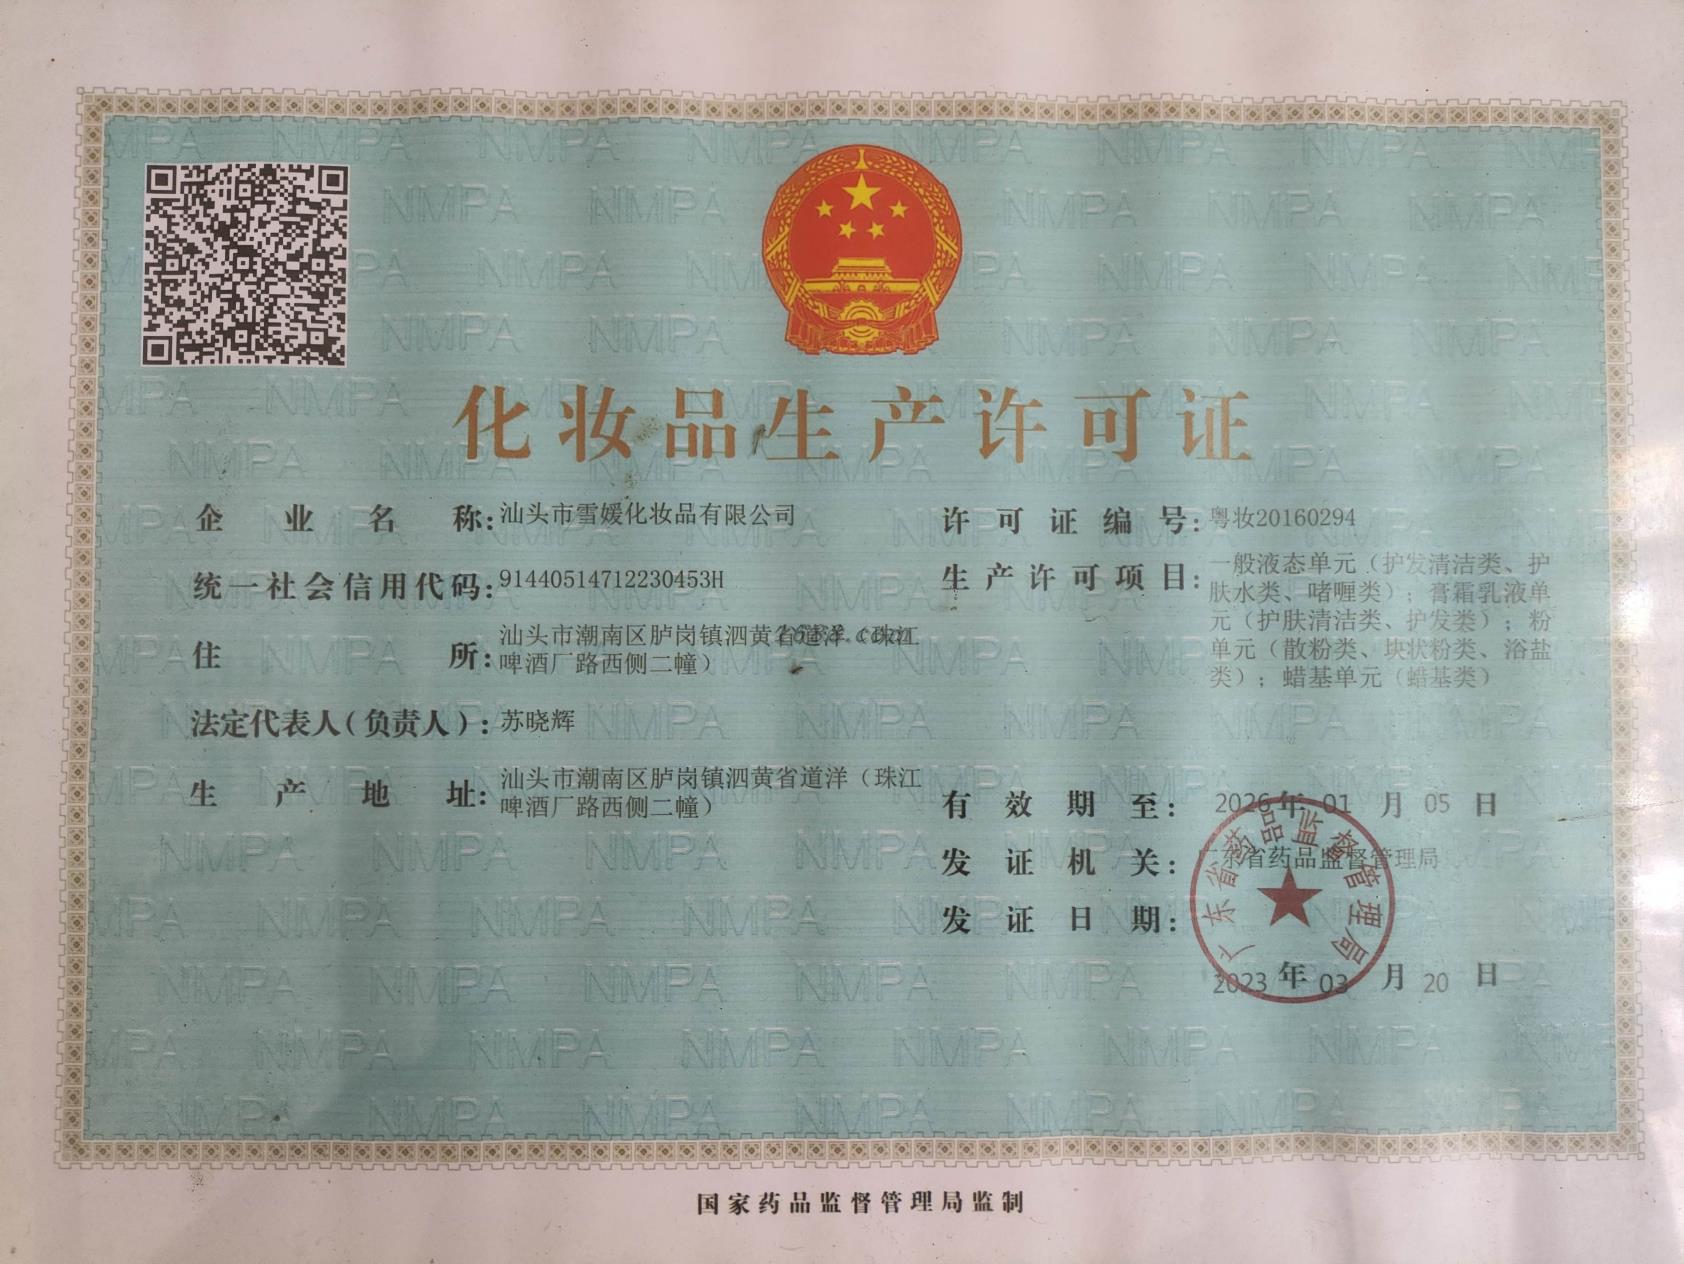 化妆品生产许可证
企业名称：汕头市雪媛化妆品有限公司
统一社会信用代码：91440514712230453H
住所：汕头市潮南区胪岗镇泗黄省道洋（珠江
啤酒厂路西侧二幢）
法定代表人（负责人）：苏晓辉
生产地址：汕头市潮南区胪岗镇泗黄省道洋（珠江
啤酒厂路西侧二幢）
许可证编号：粤妆20160294
生产许可项目：一般液态单元（护发清洁类、护
肤水类、啫喱类）；膏霜乳液单
元（护肤清洁类、护发类）；粉
单元（散粉类、块状粉类、浴盐
类）；蜡基单元（蜡基类）
有效期至：2026年01月05日
发证机关：广东省药品监督管理局
发证日期：
2023年03月20日
广东省药品监督管理局
国家药品监督管理局监制
NMPA